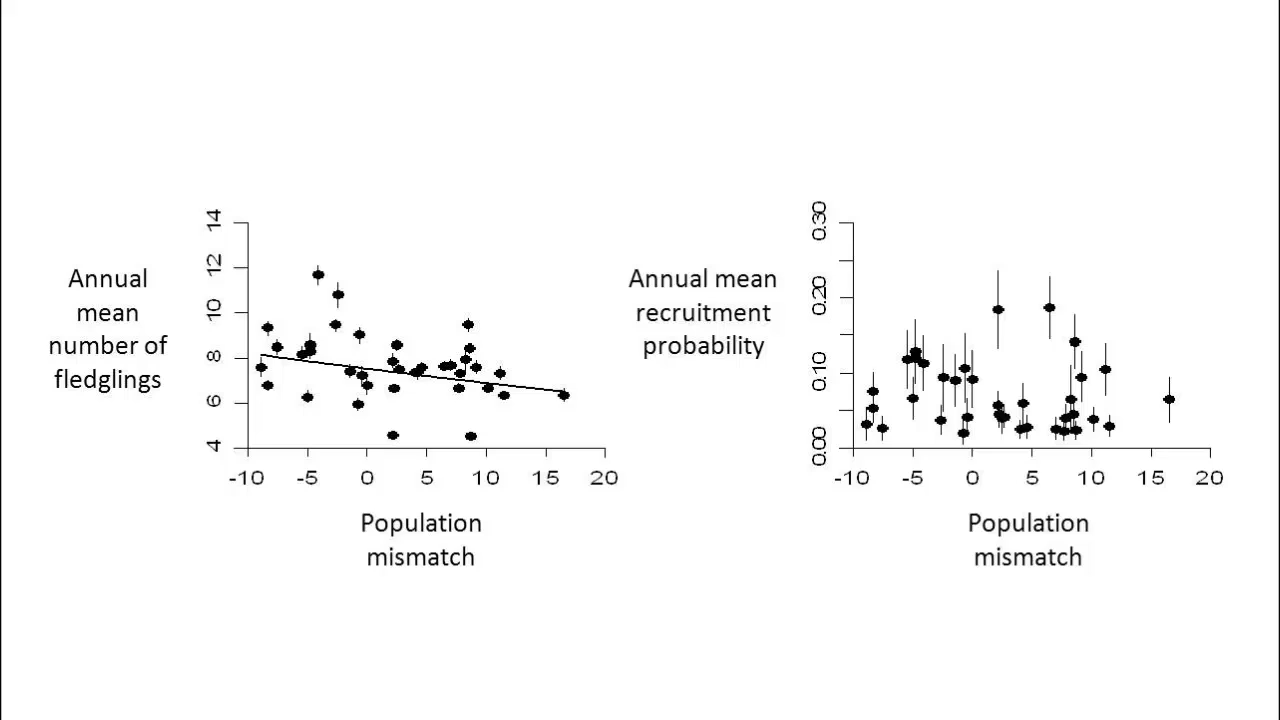 14
12
10
8
6
4
Annual
mean
number of
fledglings
-10 -5 0 5 10 15 20
Population
mismatch
0.30
0.20
0.10
0.00
Annual mean
recruitment
probability
-10 -5 0 5 10 15 20
Population
mismatch